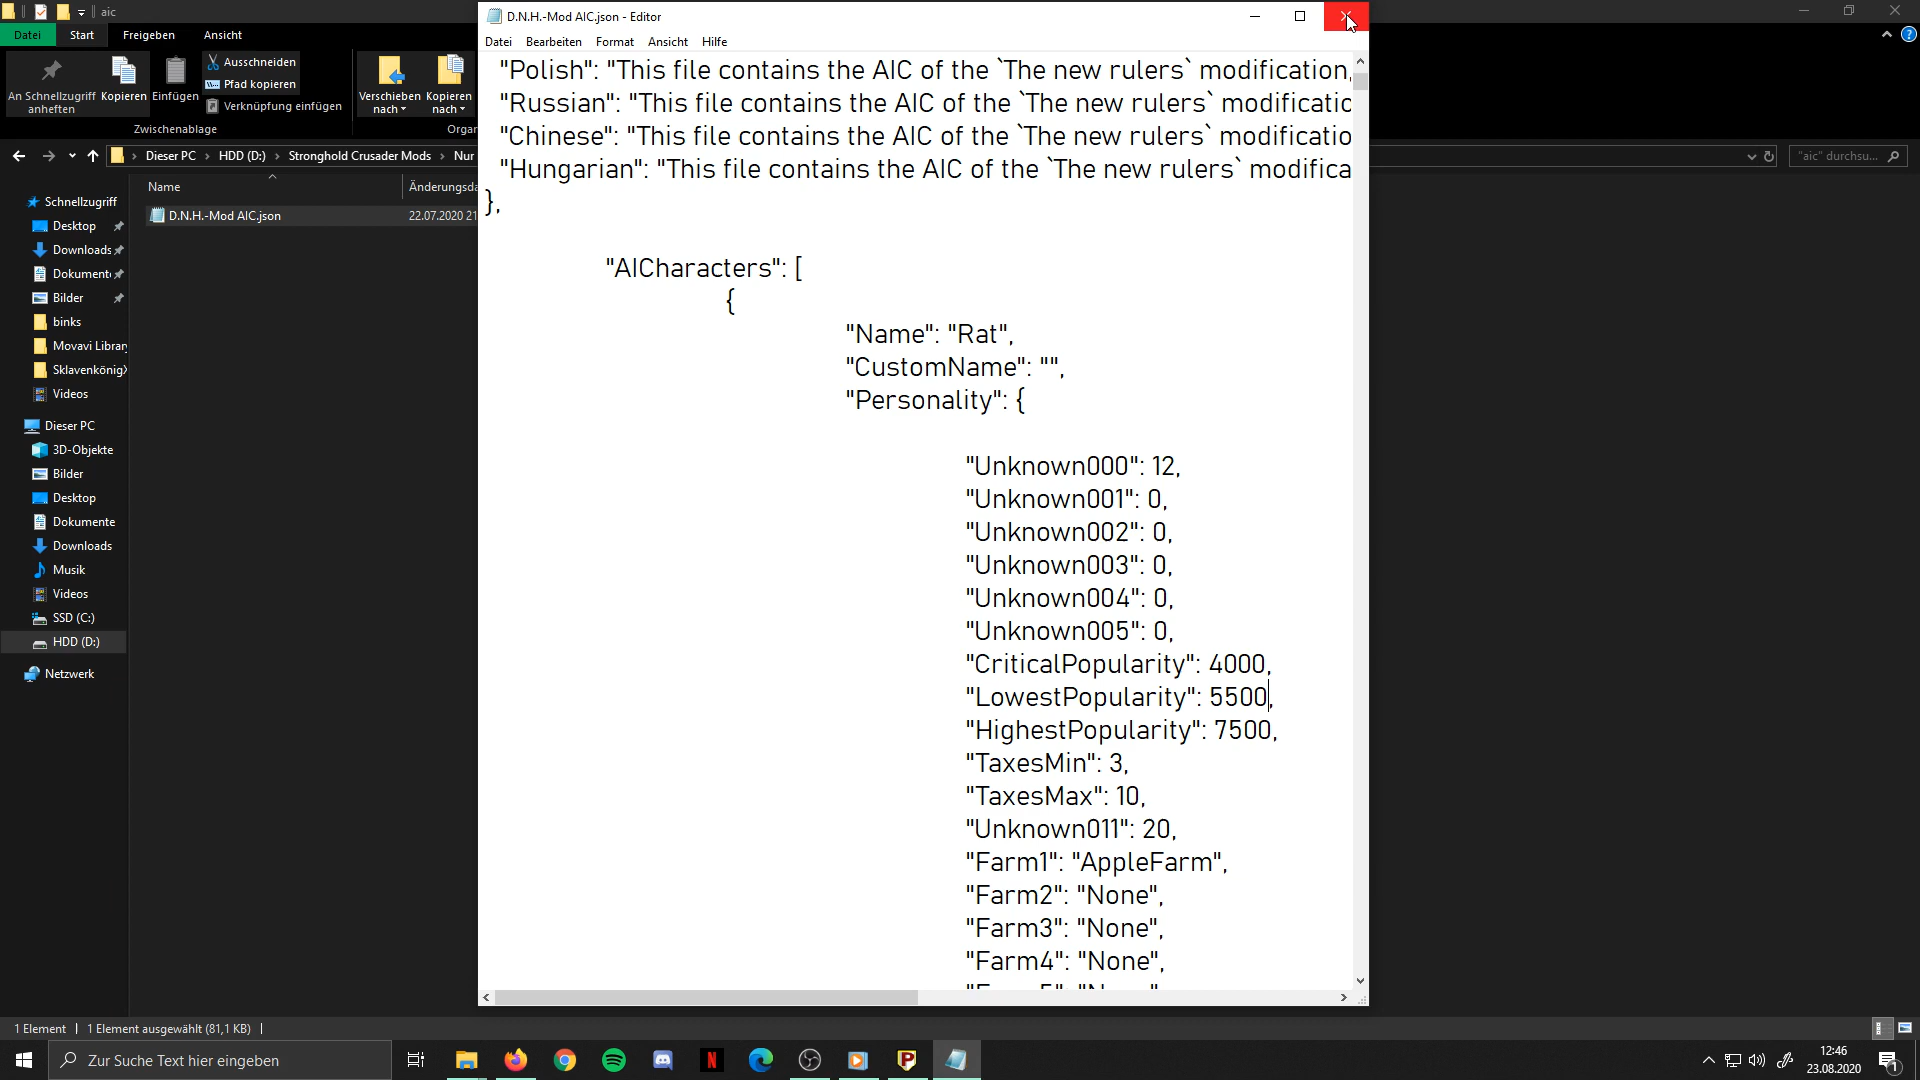 aic
D.N.H.-Mod AIC.json - Editor
Datei
Start
Freigeben
Ansicht
Datei
Bearbeiten
Format
Ansicht
Hilfe
An Schnellzugriff
anheften
Kopieren
Einfügen
Ausschneiden
Pfad kopieren
Verknüpfung einfügen
Verschieben
nach
Kopieren
nach
Zwischenablage
Organ
Dieser PC
HDD (D:)
Stronghold Crusader Mods
Nur
"aic" durchsu...
Name
Änderungsda
D.N.H.-Mod AIC.json
22.07.2020 21
Schnellzugriff
Desktop
Downloads
Dokumente
Bilder
binks
Movavi Library
SklavenkönigX
Videos
Dieser PC
3D-Objekte
Bilder
Desktop
Dokumente
Downloads
Musik
Videos
SSD (C:)
HDD (D:)
Netzwerk
"Polish": "This file contains the AIC of the `The new rulers` modification,
"Russian": "This file contains the AIC of the `The new rulers` modificatio
"Chinese": "This file contains the AIC of the `The new rulers` modificatio
"Hungarian": "This file contains the AIC of the `The new rulers` modifica
},
"AICharacters": [
{
"Name": "Rat",
"CustomName": "",
"Personality": {
"Unknown000": 12,
"Unknown001": 0,
"Unknown002": 0,
"Unknown003": 0,
"Unknown004": 0,
"Unknown005": 0,
"CriticalPopularity": 4000,
"LowestPopularity": 5500,
"HighestPopularity": 7500,
"TaxesMin": 3,
"TaxesMax": 10,
"Unknown011": 20,
"Farm1": "AppleFarm",
"Farm2": "None",
"Farm3": "None",
"Farm4": "None",
"Farm5": "None"
1 Element
1 Element ausgewählt (81,1 KB)
Zur Suche Text hier eingeben
12:46
23.08.2020
1